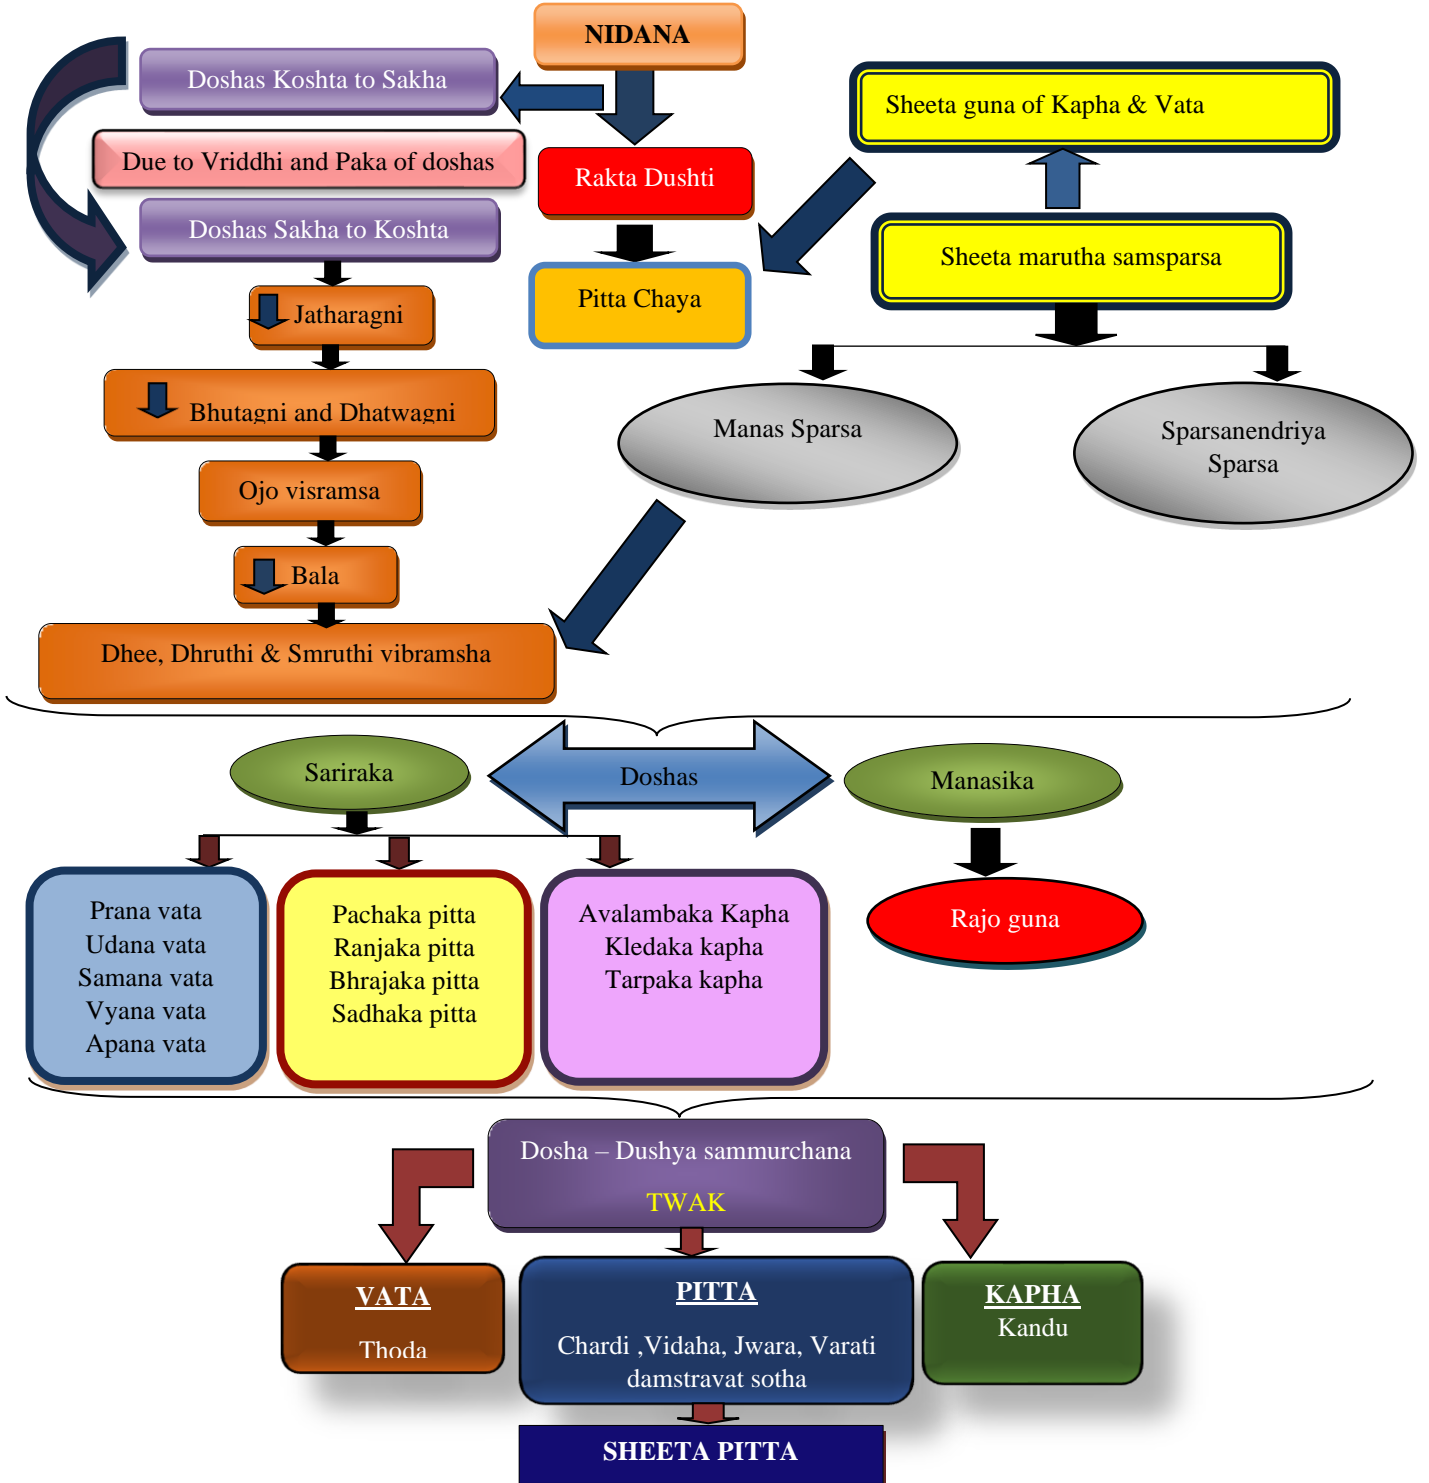 NIDANA
Doshas Koshta to Sakha
Sheeta guna of Kapha & Vata
Due to Vriddhi and Paka of doshas
Rakta Dushti
Doshas Sakha to Koshta
Sheeta marutha samsparsa
Pitta Chaya
Jatharagni
Bhutagni and Dhatwagni
Manas Sparsa
Sparsanendriya
Sparsa
Ojo visramsa
Bala
Dhee, Dhruthi & Smruthi vibramsha
Sariraka
Doshas
Manasika
Prana vata
Udana vata
Samana vata
Vyana vata
Apana vata
Pachaka pitta
Ranjaka pitta
Bhrajaka pitta
Sadhaka pitta
Avalambaka Kapha
Kledaka kapha
Tarpaka kapha
Rajo guna
Dosha – Dushya sammurchana
TWAK
VATA
Thoda
PITTA
Chardi ,Vidaha, Jwara, Varati
damstravat sotha
KAPHA
Kandu
SHEETA PITTA